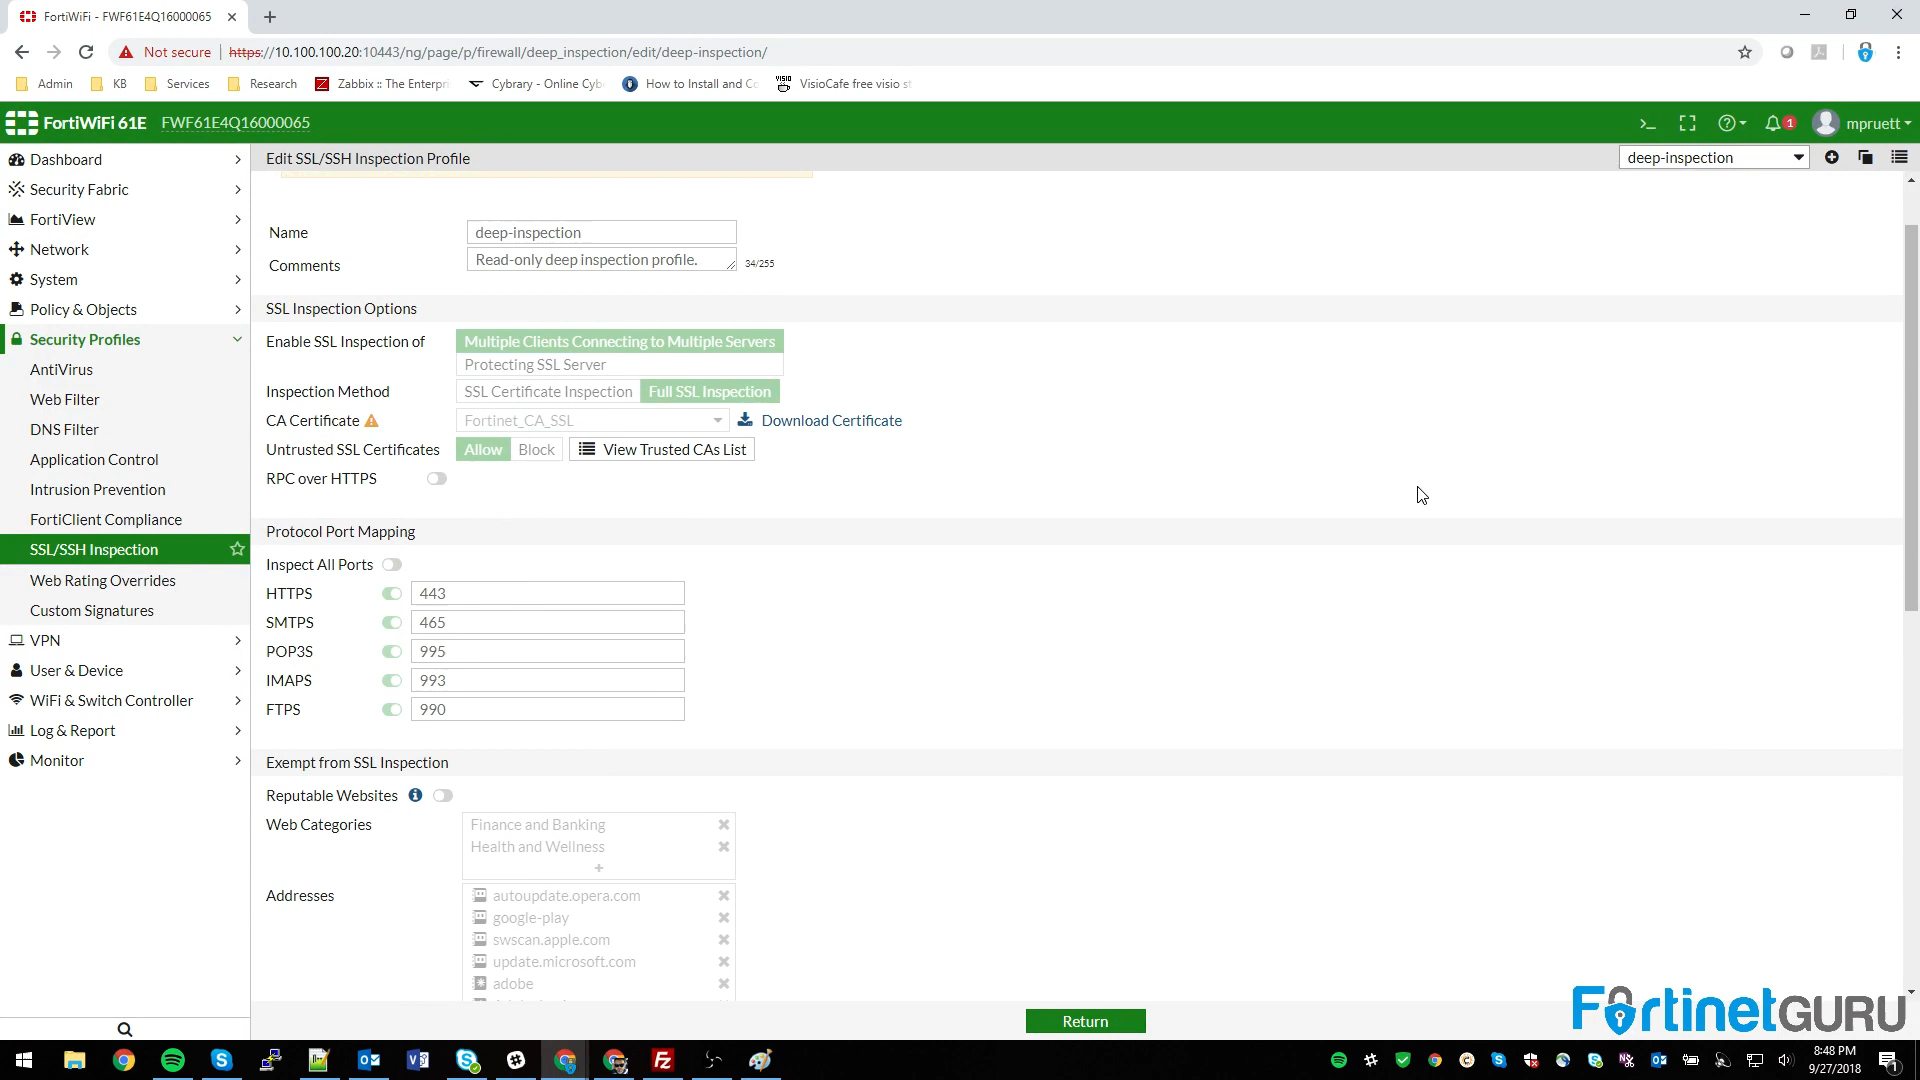 FortiWiFi - FWF61E4Q16000065
Not secure
https://10.100.100.20:10443/ng/page/p/firewall/deep_inspection/edit/deep-inspection/
Admin
KB
Services
Research
Zabbix :: The Enterpri
Cybrary - Online Cyb
How to Install and Co
VisioCafe free visio st
FortiWiFi 61E
FWF61E4Q16000065
1
mpruett
Dashboard
Security Fabric
FortiView
Network
System
Policy & Objects
Security Profiles
AntiVirus
Web Filter
DNS Filter
Application Control
Intrusion Prevention
FortiClient Compliance
SSL/SSH Inspection
Web Rating Overrides
Custom Signatures
VPN
User & Device
WiFi & Switch Controller
Log & Report
Monitor
Edit SSL/SSH Inspection Profile
deep-inspection
Name
deep-inspection
Comments
Read-only deep inspection profile.
34/255
SSL Inspection Options
Enable SSL Inspection of
Multiple Clients Connecting to Multiple Servers
Protecting SSL Server
Inspection Method
SSL Certificate Inspection
Full SSL Inspection
CA Certificate
Fortinet_CA_SSL
Download Certificate
Untrusted SSL Certificates
Allow
Block
View Trusted CAs List
RPC over HTTPS
Protocol Port Mapping
Inspect All Ports
HTTPS
443
SMTPS
465
POP3S
995
IMAPS
993
FTPS
990
Exempt from SSL Inspection
Reputable Websites
Web Categories
Finance and Banking
Health and Wellness
Addresses
autoupdate.opera.com
google-play
swscan.apple.com
update.microsoft.com
adobe
Return
FortinetGURU
8:48 PM
9/27/2018
1